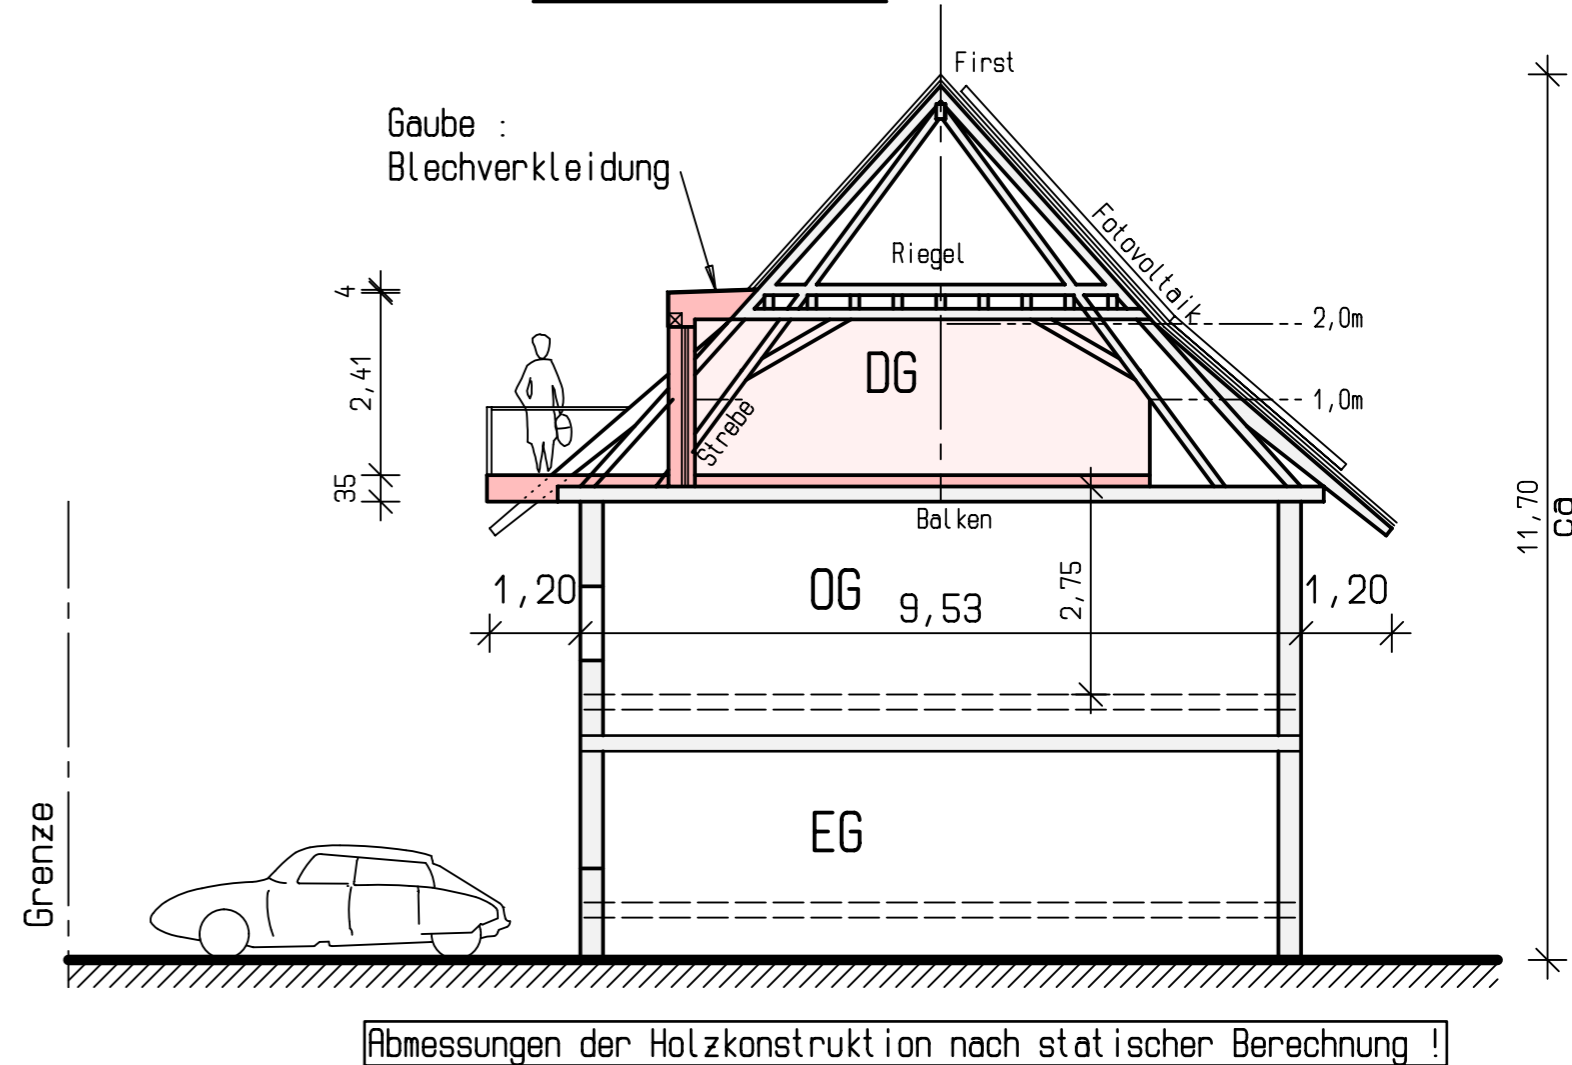 First
Gaube :
Blechverkleidung
Fotovoltaik
Riegel
4
2,0m
2,41
DG
1,0m
Strebe
35
11,70
ca
Balken
1,20
OG
9,53
2,75
1,20
EG
Grenze
Abmessungen der Holzkonstruktion nach statischer Berechnung !